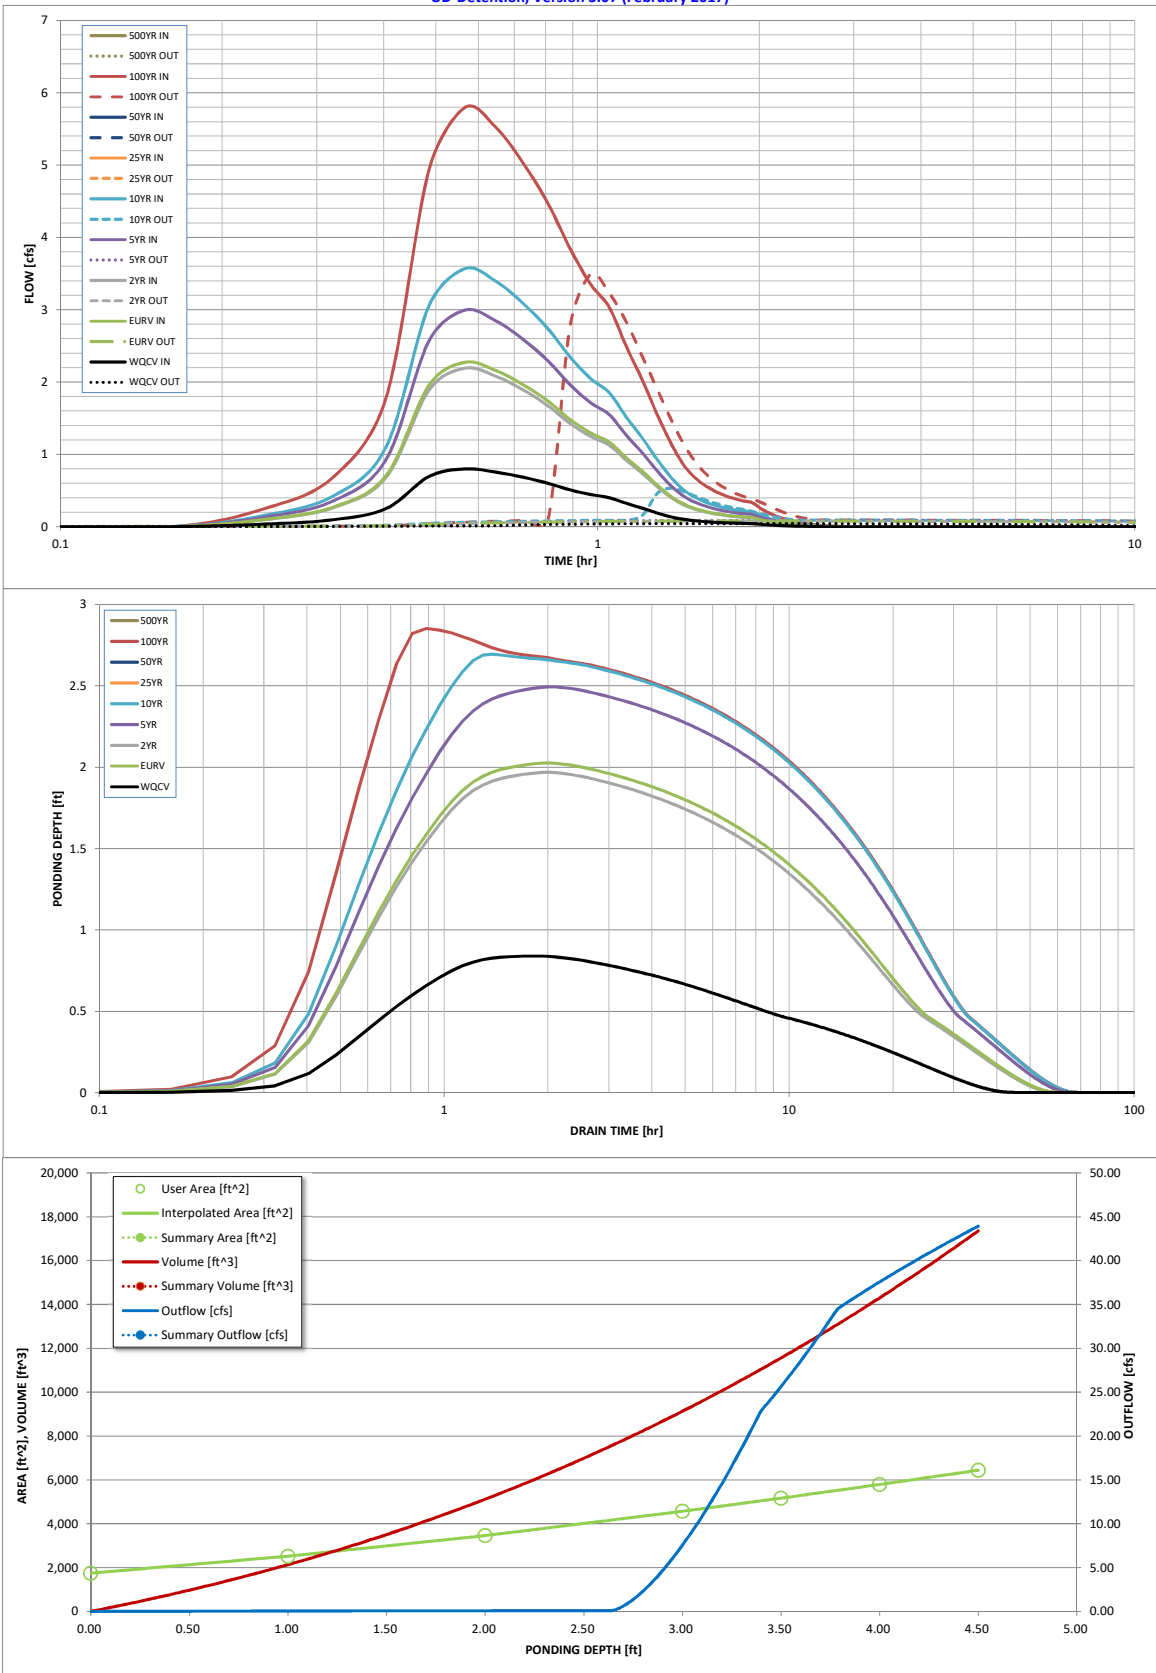 UD-Detention, Version 3.07 (February 2017)
7
6
5
4
3
2
1
0
FLOW [cfs]
500YR IN
500YR OUT
100YR IN
100YR OUT
50YR IN
50YR OUT
25YR IN
25YR OUT
10YR IN
10YR OUT
5YR IN
5YR OUT
2YR IN
2YR OUT
EURV IN
EURV OUT
WQCV IN
WQCV OUT
0.1 1 10
TIME [hr]
3
2.5
2
1.5
1
0.5
0
PONDING DEPTH [ft]
500YR
100YR
50YR
25YR
10YR
5YR
2YR
EURV
WQCV
0.1 1 10 100
DRAIN TIME [hr]
20,000
18,000
16,000
14,000
12,000
10,000
8,000
6,000
4,000
2,000
0
AREA [ft^2], VOLUME [ft^3]
User Area [ft^2]
Interpolated Area [ft^2]
Summary Area [ft^2]
Volume [ft^3]
Summary Volume [ft^3]
Outflow [cfs]
Summary Outflow [cfs]
50.00
45.00
40.00
35.00
30.00
25.00
20.00
15.00
10.00
5.00
0.00
OUTFLOW [cfs]
0.00 0.50 1.00 1.50 2.00 2.50 3.00 3.50 4.00 4.50 5.00
PONDING DEPTH [ft]